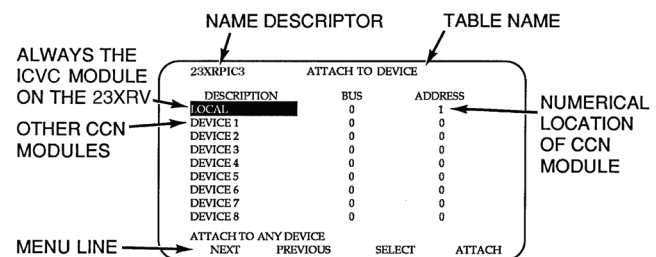 NAME DESCRIPTOR
TABLE NAME
ALWAYS THE
ICVC MODULE
ON THE 23XRV
OTHER CCN
MODULES
MENU LINE
23XRPIC3 ATTACH TO DEVICE
DESCRIPTION BUS ADDRESS
LOCAL 0 1
DEVICE 1 0 0
DEVICE 2 0 0
DEVICE 3 0 0
DEVICE 4 0 0
DEVICE 5 0 0
DEVICE 6 0 0
DEVICE 7 0 0
DEVICE 8 0 0
ATTACH TO ANY DEVICE
NEXT PREVIOUS SELECT ATTACH
NUMERICAL
LOCATION
OF CCN
MODULE